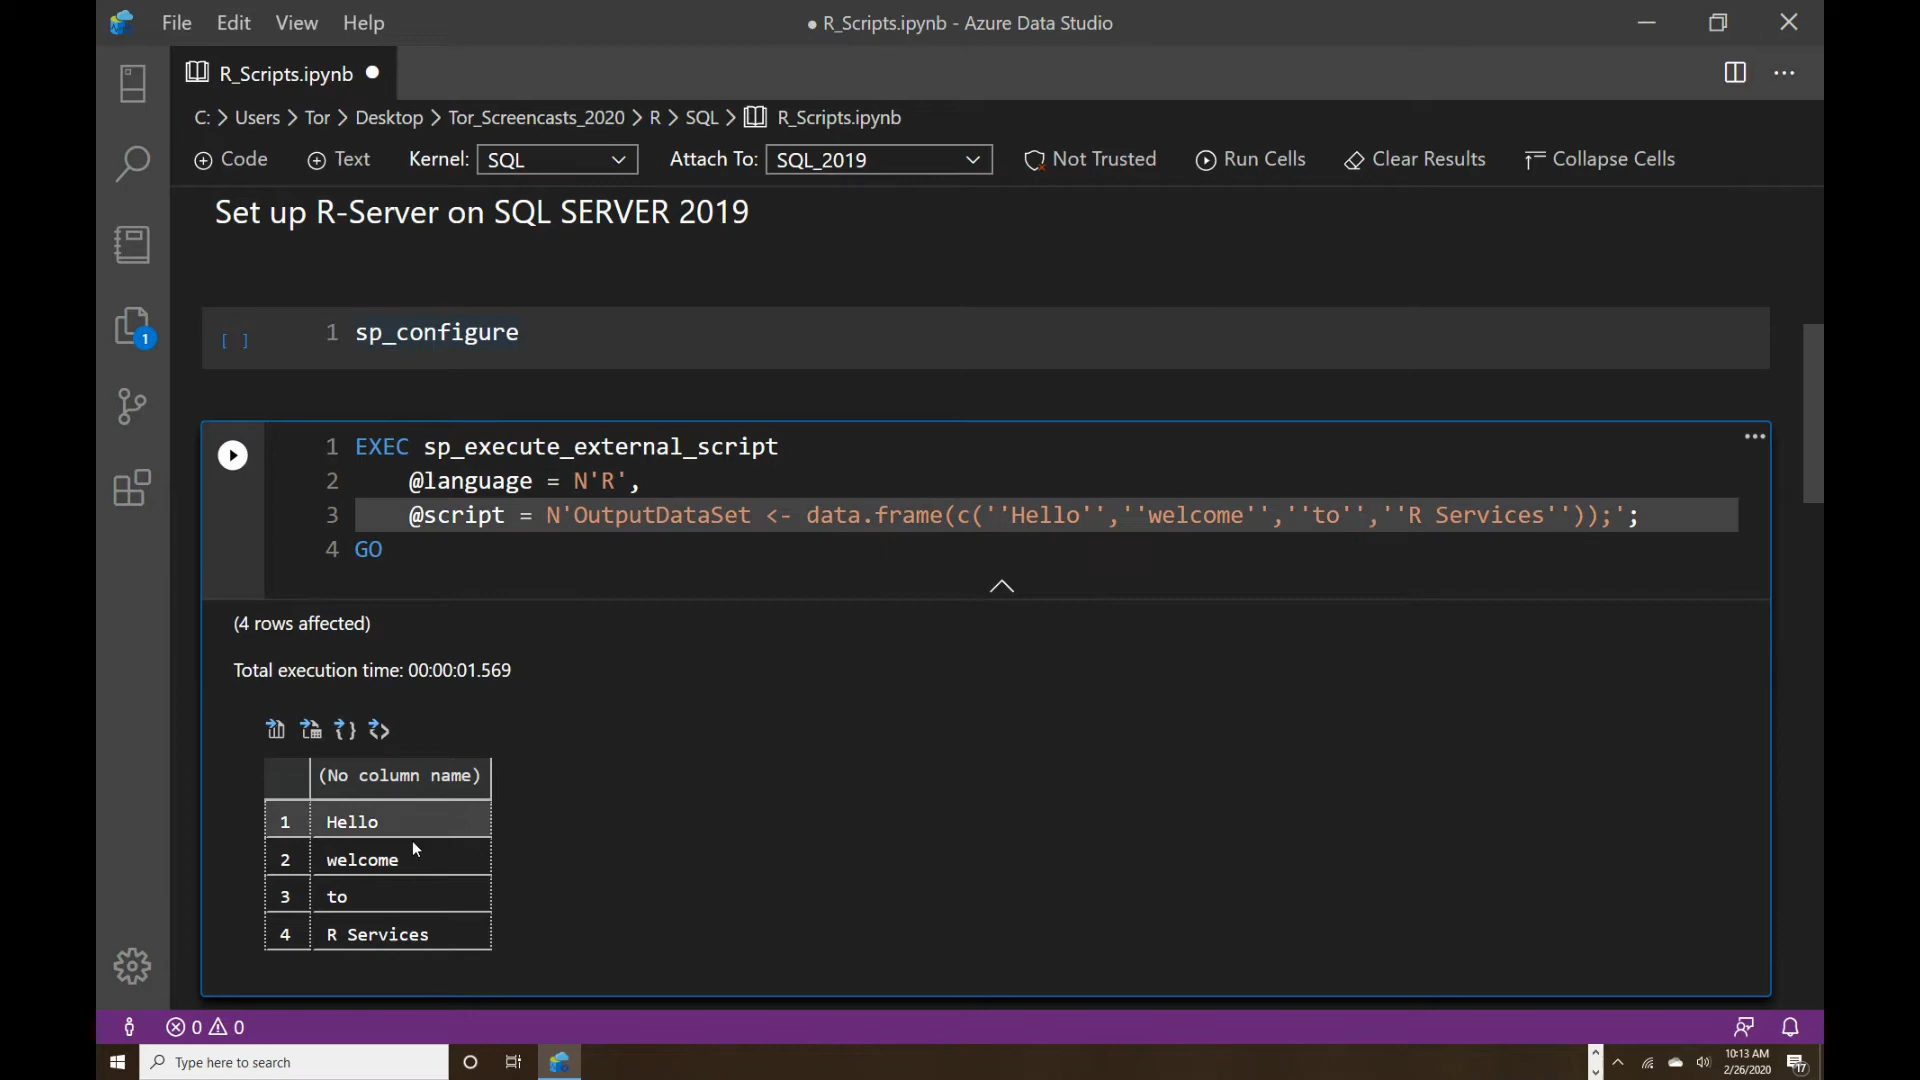 File Edit View Help
● R_Scripts.ipynb - Azure Data Studio
R_Scripts.ipynb ●
C: > Users > Tor > Desktop > Tor_Screencasts_2020 > R > SQL > R_Scripts.ipynb
Code Text Kernel: SQL Attach To: SQL_2019 Not Trusted Run Cells Clear Results Collapse Cells
Set up R-Server on SQL SERVER 2019
[ ] 1 sp_configure
1
1 EXEC sp_execute_external_script
2 @language = N'R',
3 @script = N'OutputDataSet <- data.frame(c(''Hello'',''welcome'',''to'',''R Services''));';
4 GO
(4 rows affected)
Total execution time: 00:00:01.569
(No column name)
1 Hello
2 welcome
3 to
4 R Services
0 0
Type here to search
10:13 AM
2/26/2020
17